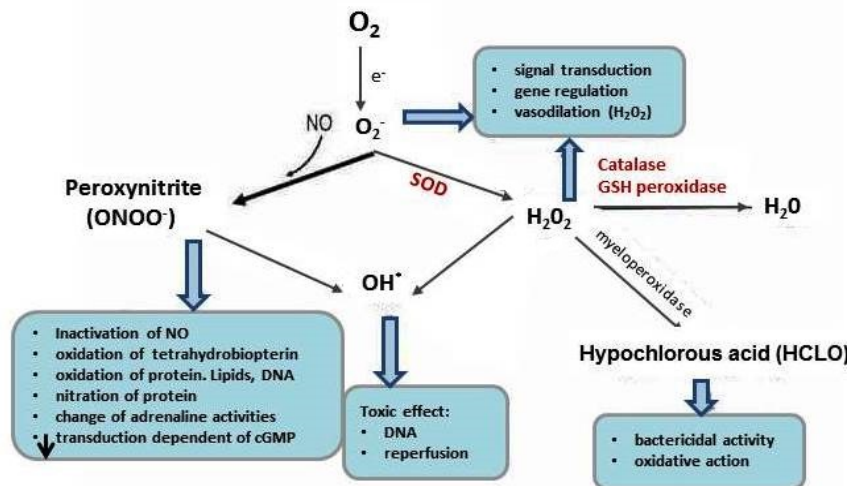 O₂
e⁻
NO
O₂⁻
• signal transduction
• gene regulation
• vasodilation (H₂O₂)
Peroxynitrite
(ONOO⁻)
SOD
H₂O₂
Catalase
GSH peroxidase
H₂0
myeloperoxidase
OH•
• Inactivation of NO
• oxidation of tetrahydrobiopterin
• oxidation of protein. Lipids, DNA
• nitration of protein
• change of adrenaline activities
• transduction dependent of cGMP
Toxic effect:
• DNA
• reperfusion
Hypochlorous acid (HCLO)
• bactericidal activity
• oxidative action